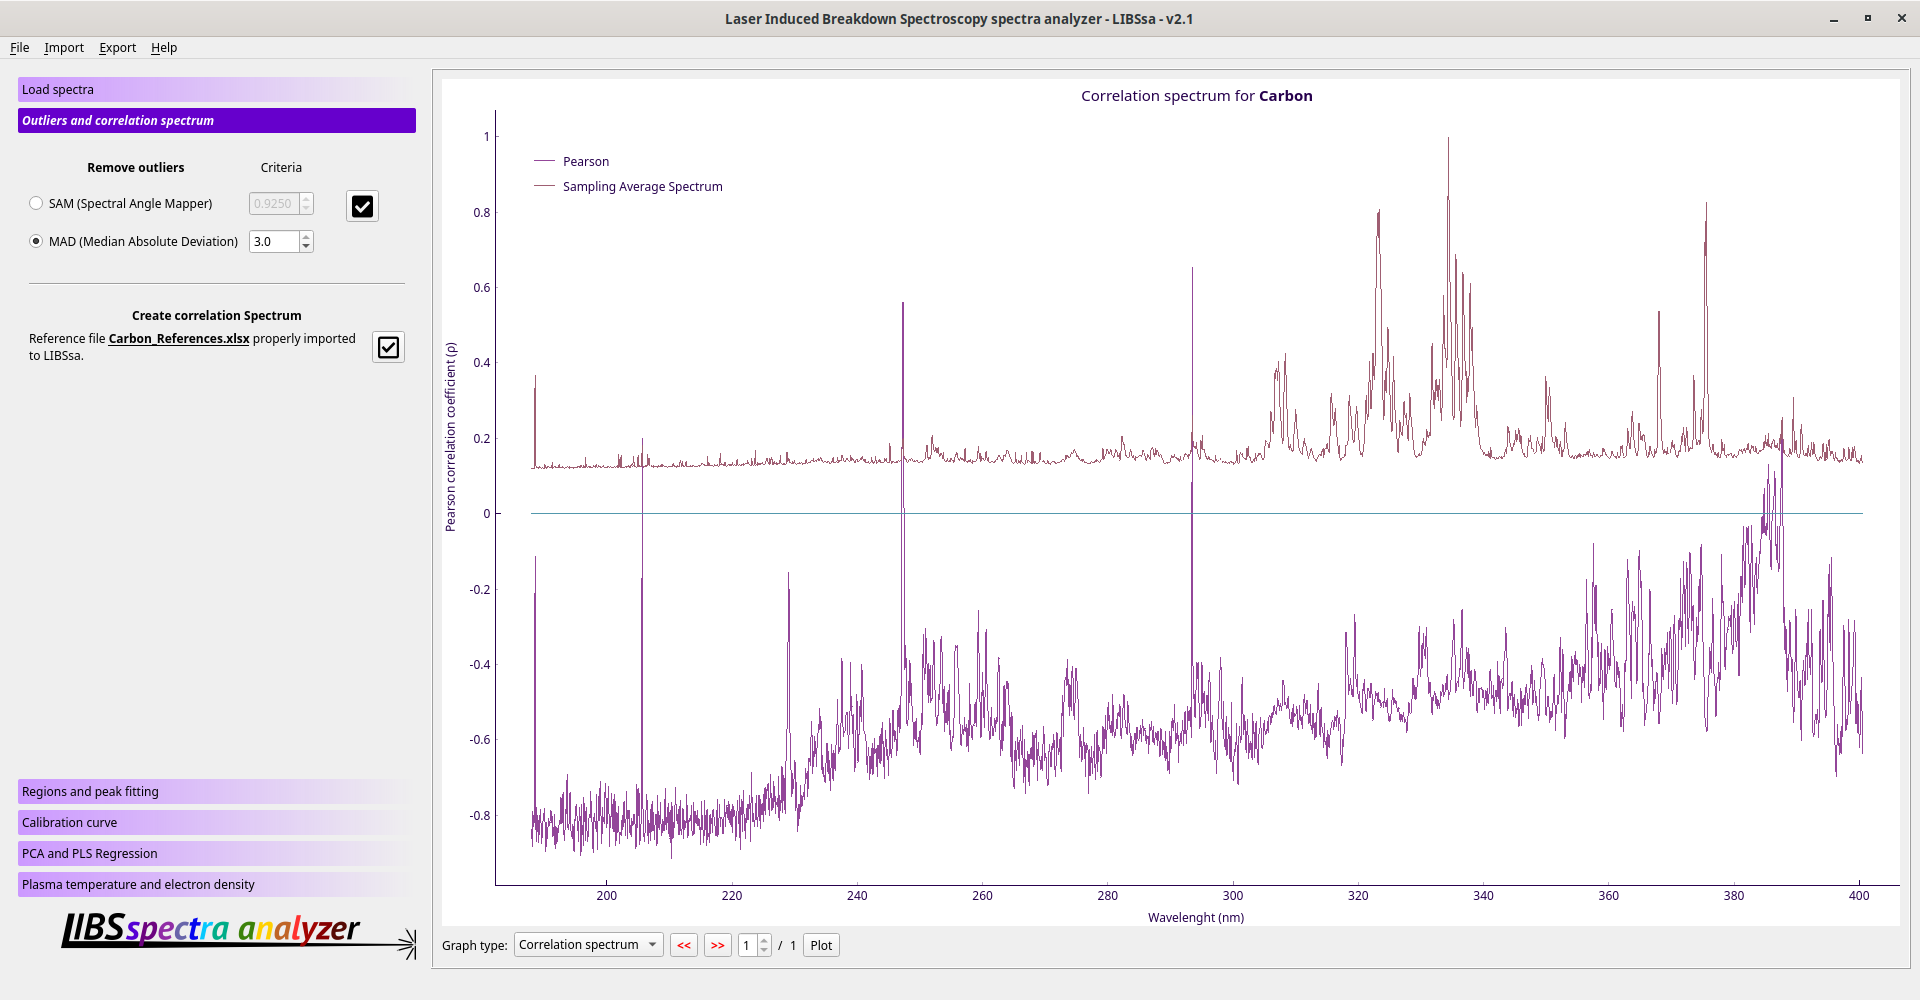 Laser Induced Breakdown Spectroscopy spectra analyzer - LIBSsa - v2.1
File Import Export Help
Load spectra
Outliers and correlation spectrum
Remove outliers Criteria
SAM (Spectral Angle Mapper) 0.9250
MAD (Median Absolute Deviation) 3.0
Create correlation Spectrum
Reference file Carbon_References.xlsx properly imported
to LIBSsa.
Regions and peak fitting
Calibration curve
PCA and PLS Regression
Plasma temperature and electron density
LIBS spectra analyzer
Correlation spectrum for Carbon
Pearson
Sampling Average Spectrum
Pearson correlation coefficient (ρ)
1
0.8
0.6
0.4
0.2
0
-0.2
-0.4
-0.6
-0.8
200 220 240 260 280 300 320 340 360 380 400
Wavelenght (nm)
Graph type: Correlation spectrum << >> 1 / 1 Plot